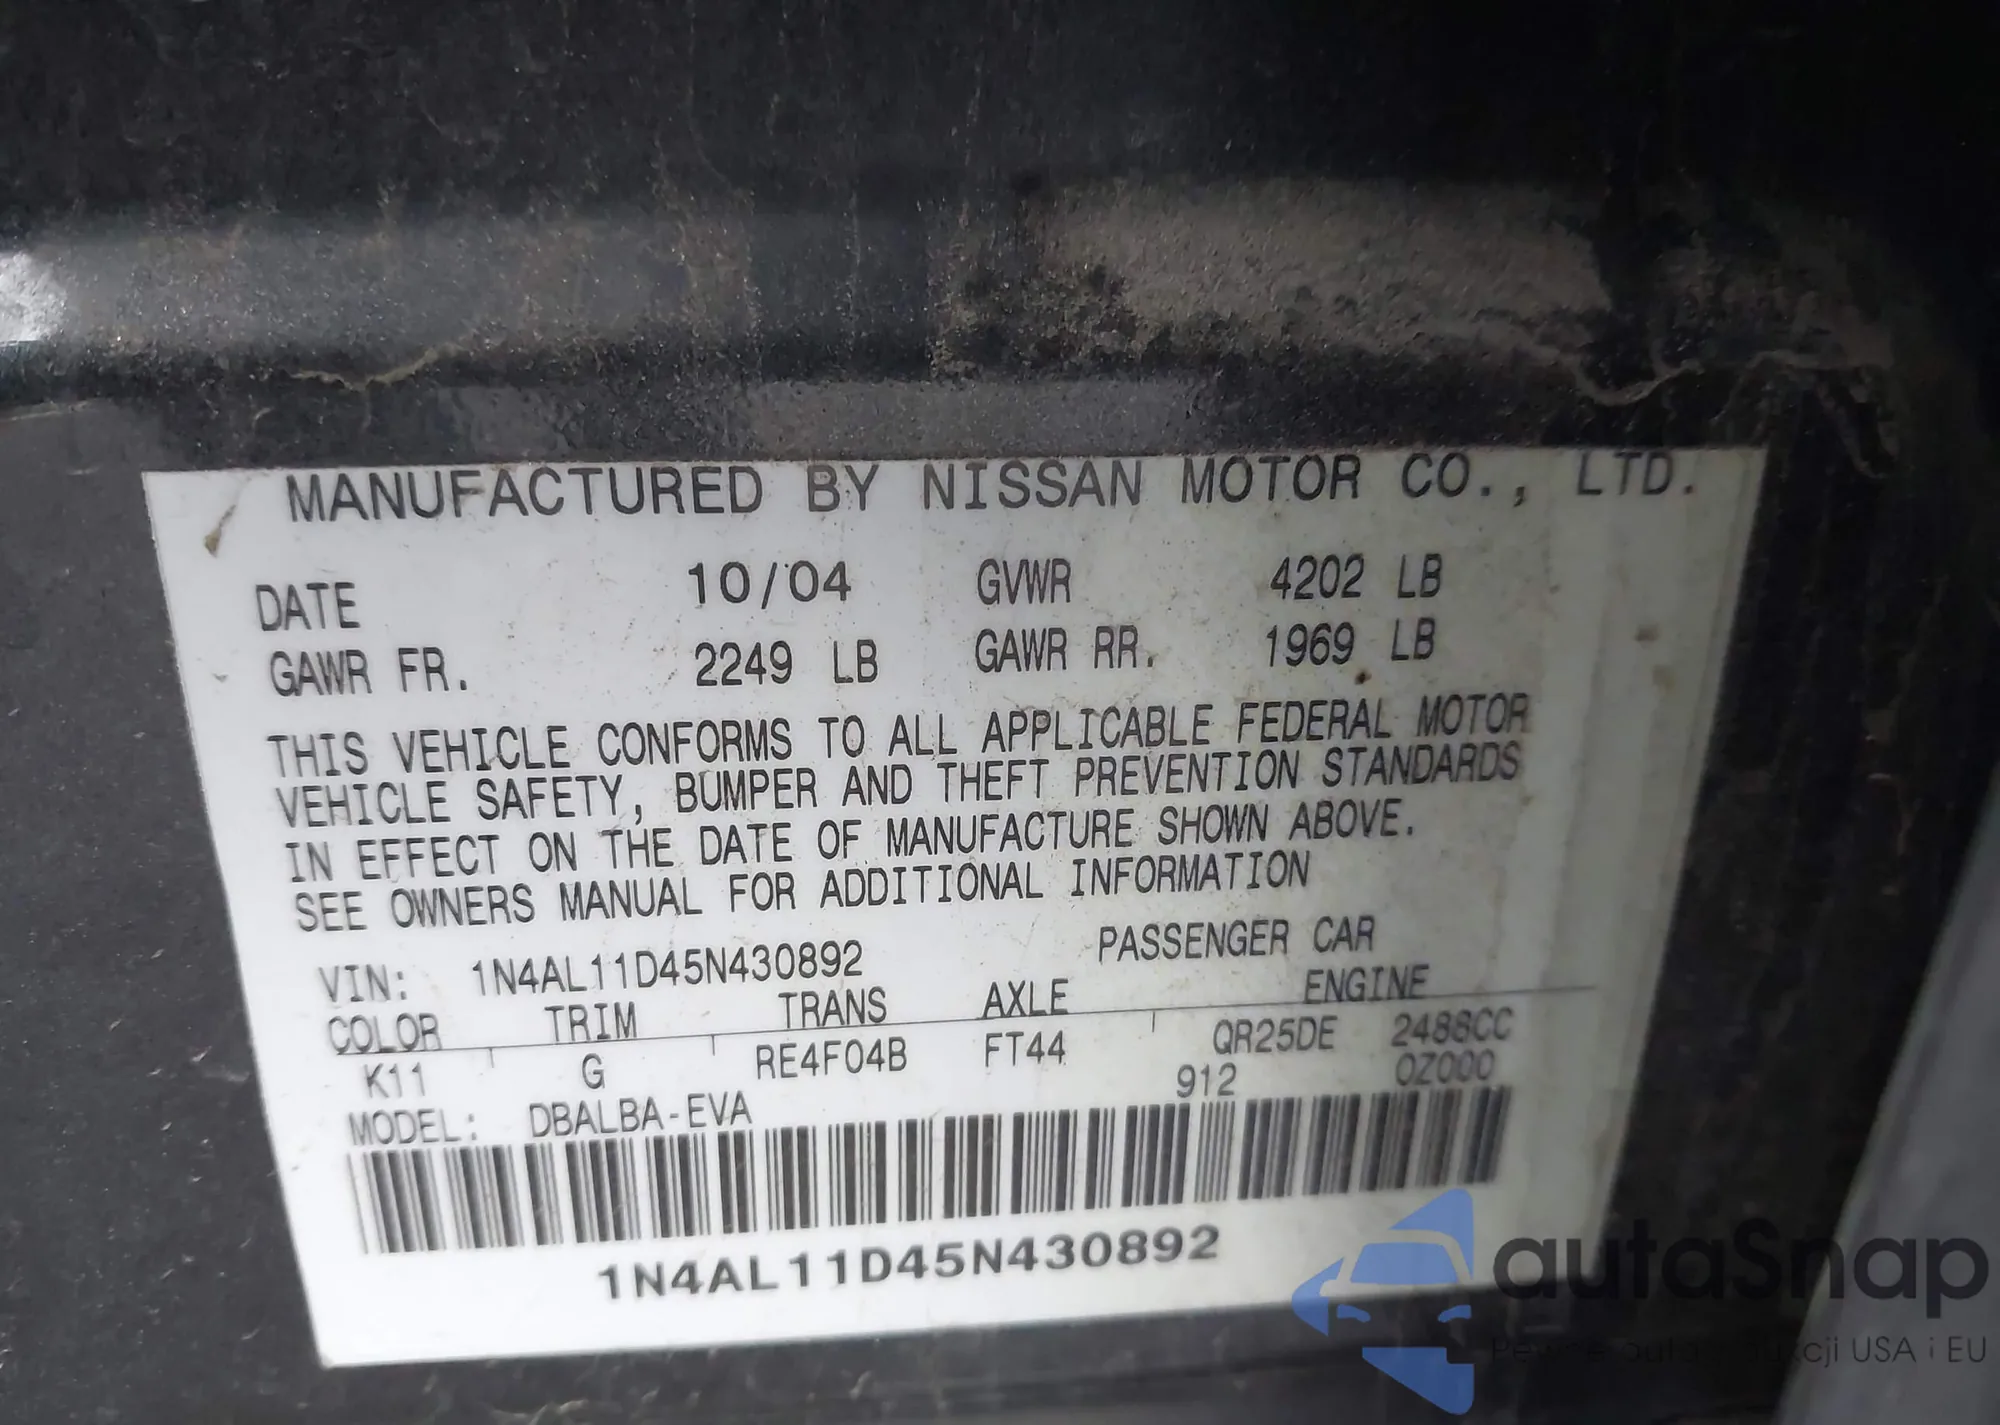 MANUFACTURED BY NISSAN MOTOR CO., LTD.
DATE 10/04 GVWR 4202 LB
GAWR FR. 2249 LB GAWR RR. 1969 LB
THIS VEHICLE CONFORMS TO ALL APPLICABLE FEDERAL MOTOR
VEHICLE SAFETY, BUMPER AND THEFT PREVENTION STANDARDS
IN EFFECT ON THE DATE OF MANUFACTURE SHOWN ABOVE.
SEE OWNERS MANUAL FOR ADDITIONAL INFORMATION
VIN: 1N4AL11D45N430892 PASSENGER CAR
COLOR TRIM TRANS AXLE ENGINE
K11 G RE4F04B FT44 QR25DE 2488CC
912 0Z000
MODEL: DBALBA-EVA
1N4AL11D45N430892
autaSnap
USA i EU